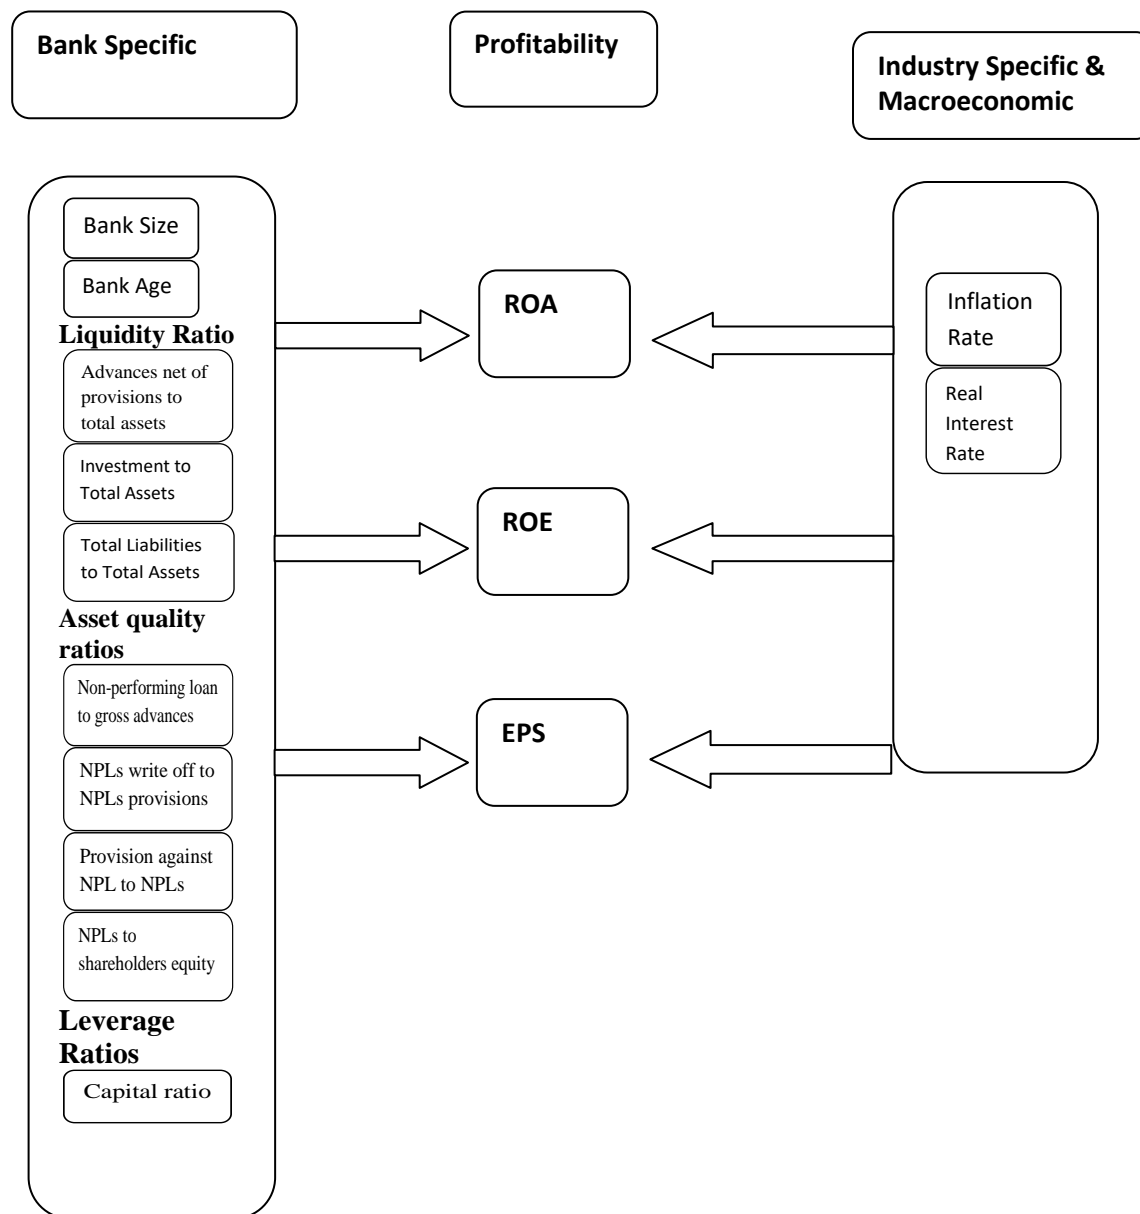 Bank Specific
Profitability
Industry Specific &
Macroeconomic
Bank Size
Bank Age
Liquidity Ratio
Advances net of
provisions to
total assets
Investment to
Total Assets
Total Liabilities
to Total Assets
Asset quality
ratios
Non-performing loan
to gross advances
NPLs write off to
NPLs provisions
Provision against
NPL to NPLs
NPLs to
shareholders equity
Leverage
Ratios
Capital ratio
ROA
ROE
EPS
Inflation
Rate
Real
Interest
Rate